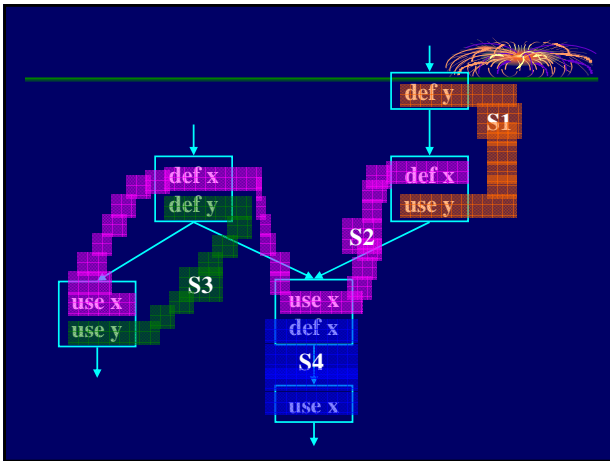 def y
S1
def x
def y
def x
use y
S2
S3
use x
use y
use x
def x
S4
use x